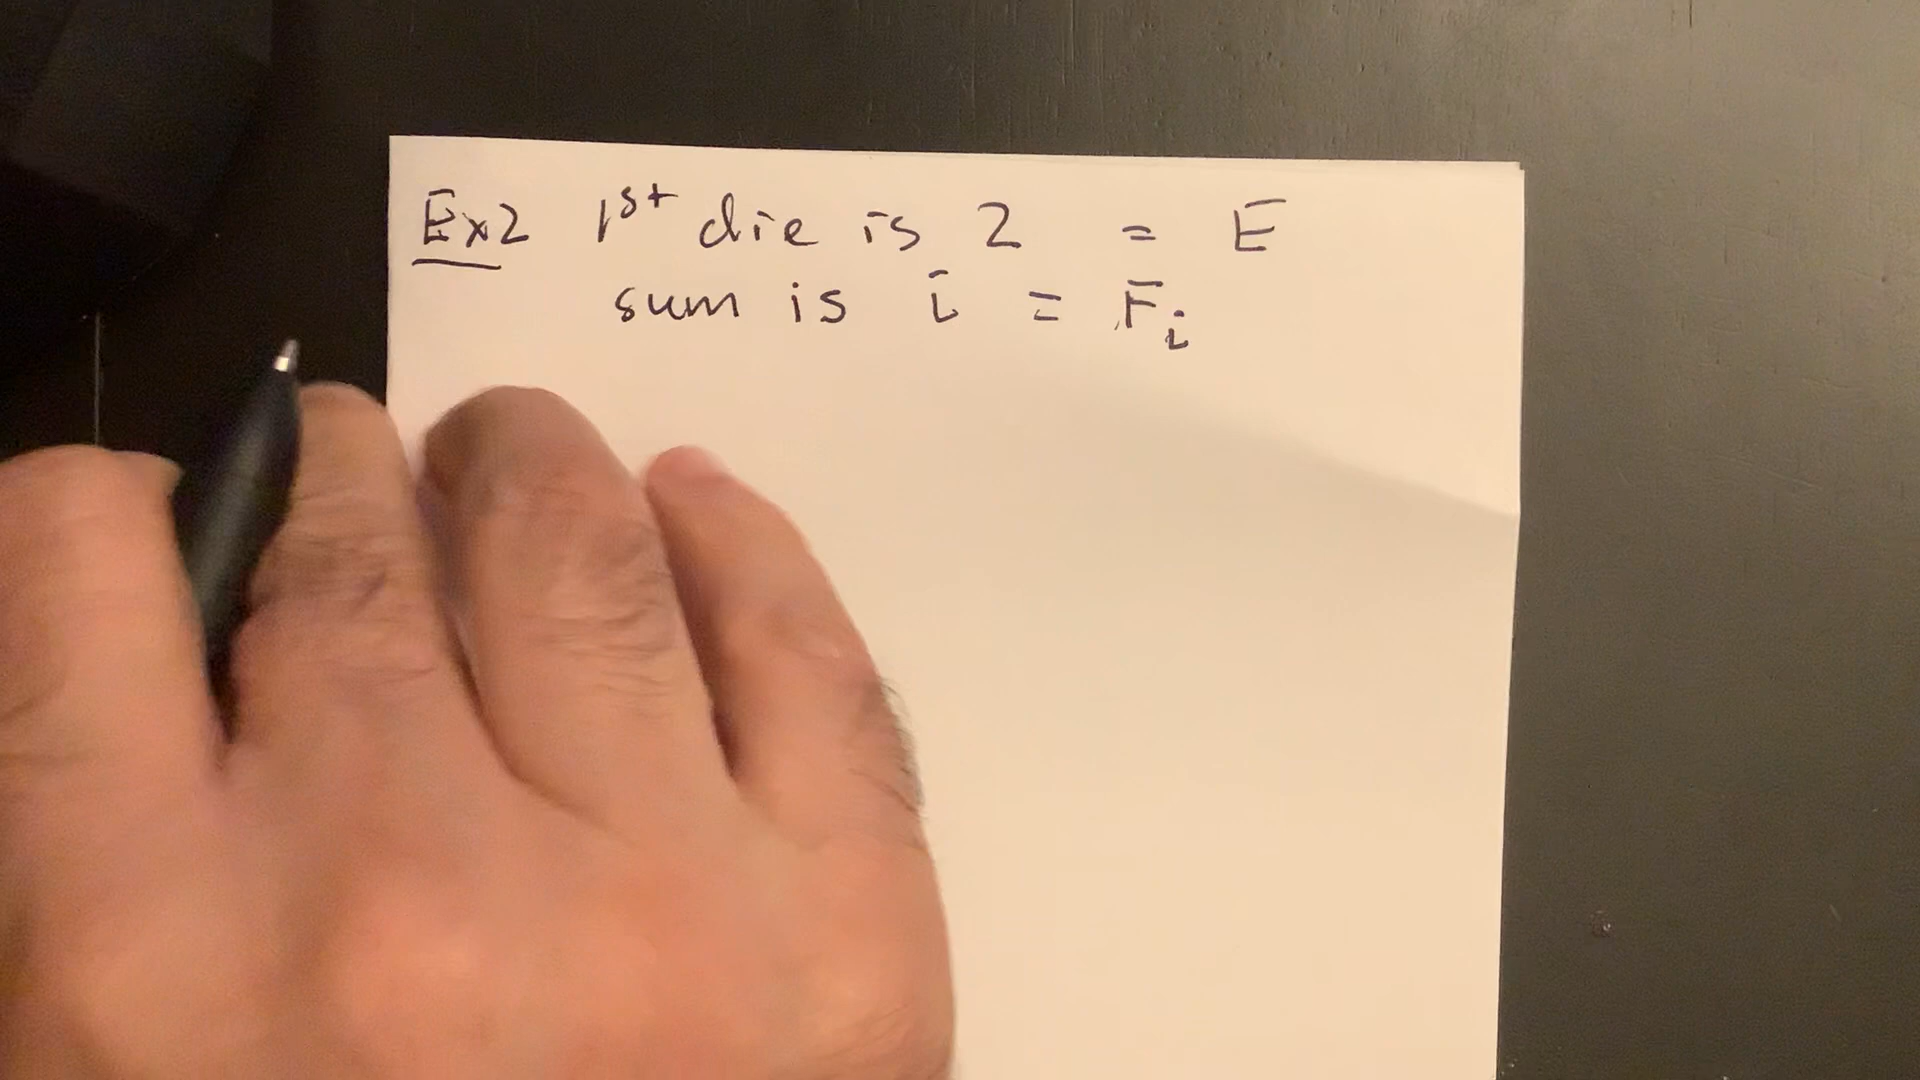 Ex2 1st die is 2 = E
sum is i = Fi